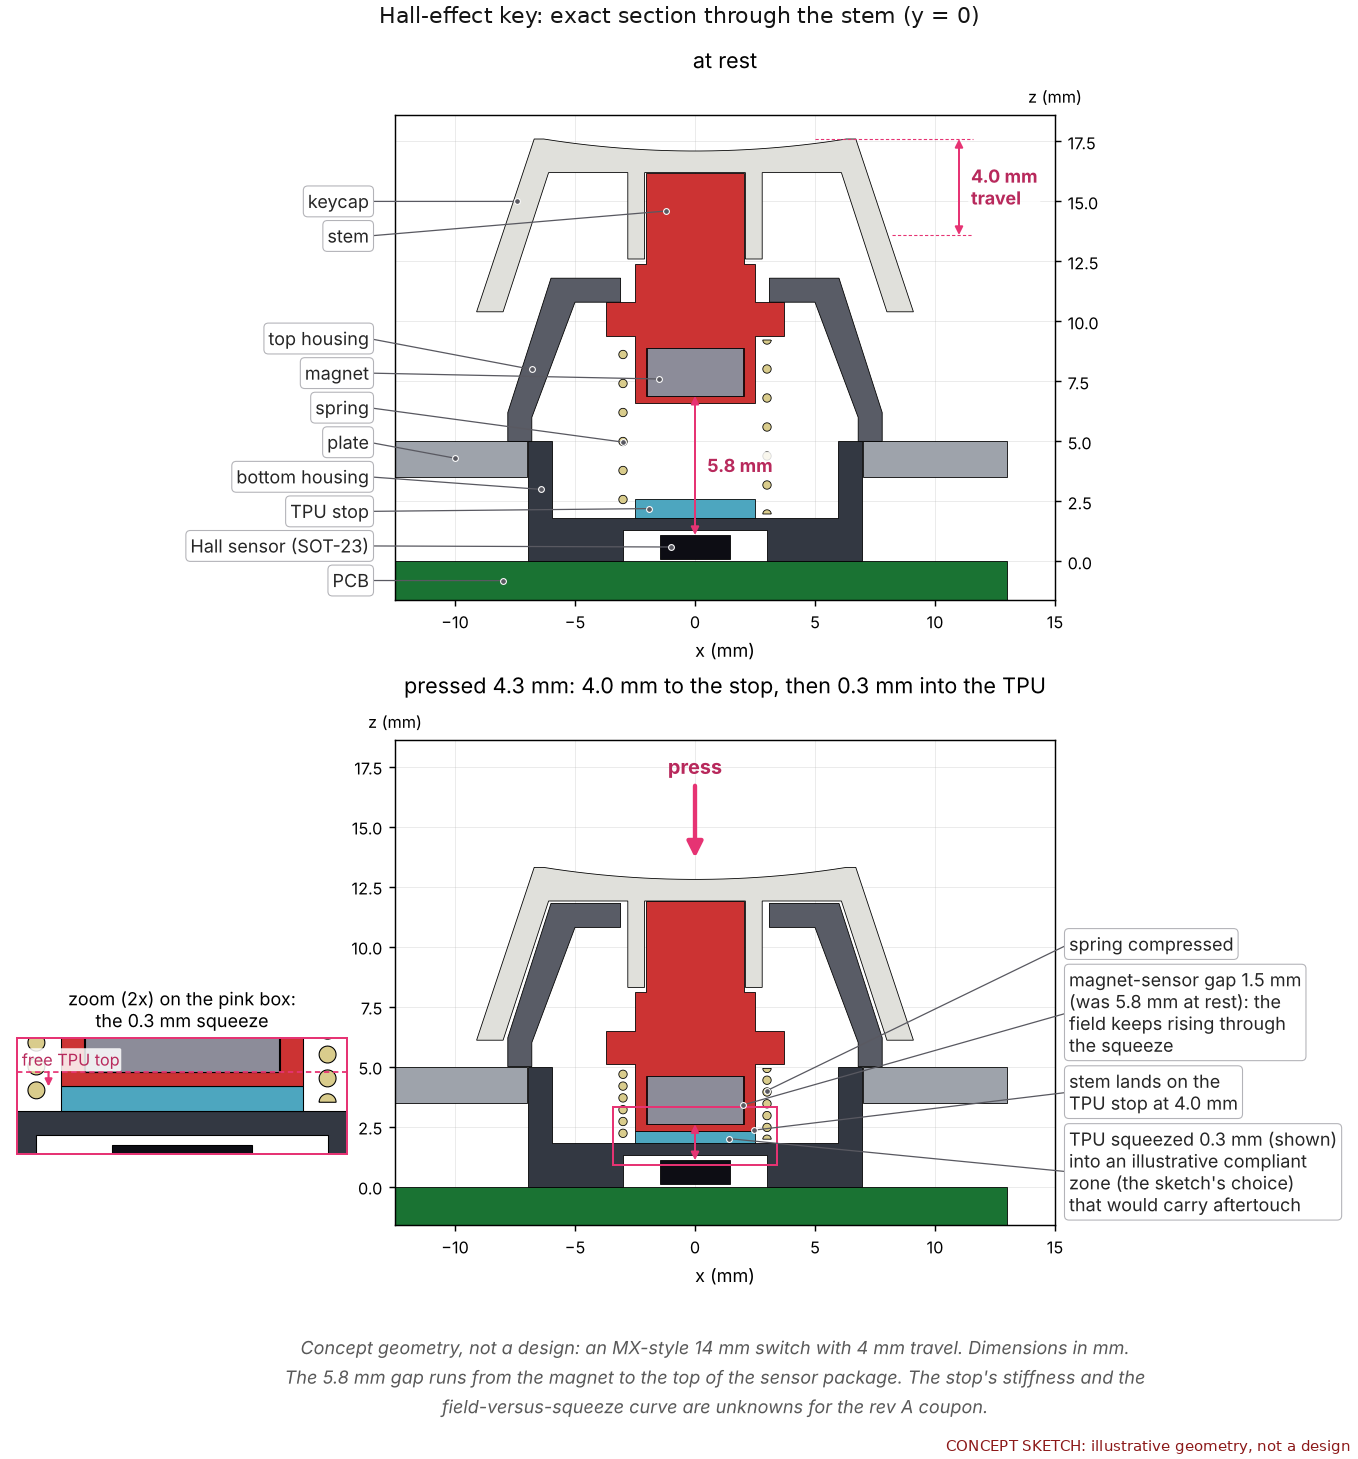 Hall-effect key: exact section through the stem (y = 0)
at rest
z (mm)
17.5
15.0
12.5
10.0
7.5
5.0
2.5
0.0
4.0 mm
travel
keycap
stem
top housing
magnet
spring
plate
bottom housing
TPU stop
Hall sensor (SOT-23)
PCB
5.8 mm
−10
−5
0
5
10
15
x (mm)
pressed 4.3 mm: 4.0 mm to the stop, then 0.3 mm into the TPU
z (mm)
17.5
15.0
12.5
10.0
7.5
5.0
2.5
0.0
press
spring compressed
magnet-sensor gap 1.5 mm
(was 5.8 mm at rest): the
field keeps rising through
the squeeze
stem lands on the
TPU stop at 4.0 mm
TPU squeezed 0.3 mm (shown)
into an illustrative compliant
zone (the sketch's choice)
that would carry aftertouch
zoom (2x) on the pink box:
the 0.3 mm squeeze
free TPU top
−10
−5
0
5
10
15
x (mm)
Concept geometry, not a design: an MX-style 14 mm switch with 4 mm travel. Dimensions in mm.
The 5.8 mm gap runs from the magnet to the top of the sensor package. The stop's stiffness and the
field-versus-squeeze curve are unknowns for the rev A coupon.
CONCEPT SKETCH: illustrative geometry, not a design